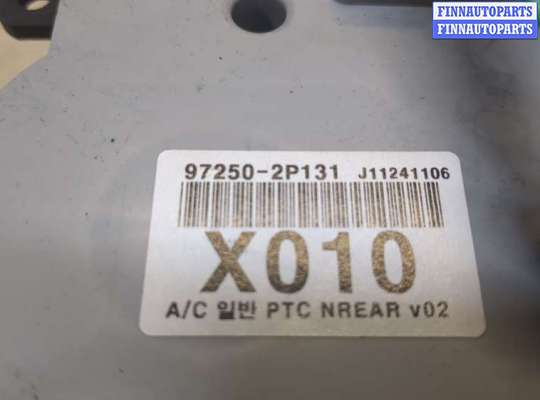 FINNAUTOPARTS
FINNAUTOPARTS
97250-2P131 J11241106
X010
A/C 일반 PTC NREAR v02